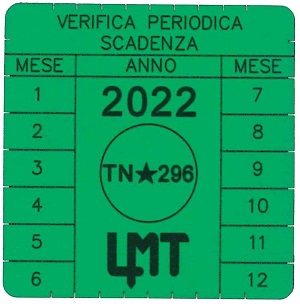 VERIFICA PERIODICA
SCADENZA
MESE ANNO MESE
1 2022 7
2 8
3 TN★296 9
4 10
5 11
6 LMT 12